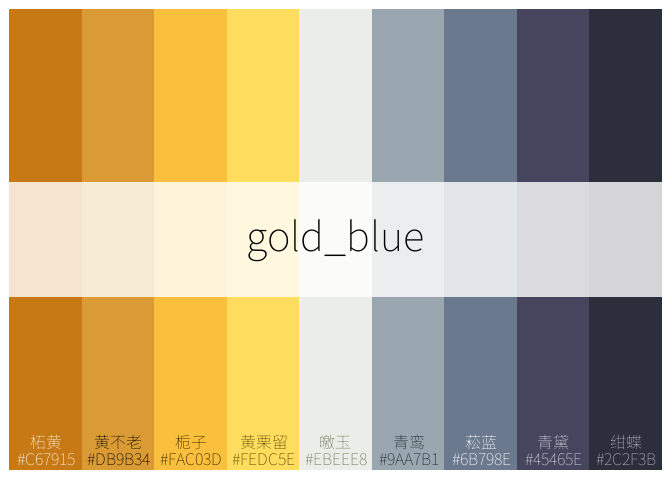 gold_blue
柘黄 黄不老 栀子 黄栗留 皦玉 青鸾 菘蓝 青黛 绀蝶
#C67915 #DB9B34 #FAC03D #FEDC5E #EBEEE8 #9AA7B1 #6B798E #45465E #2C2F3B